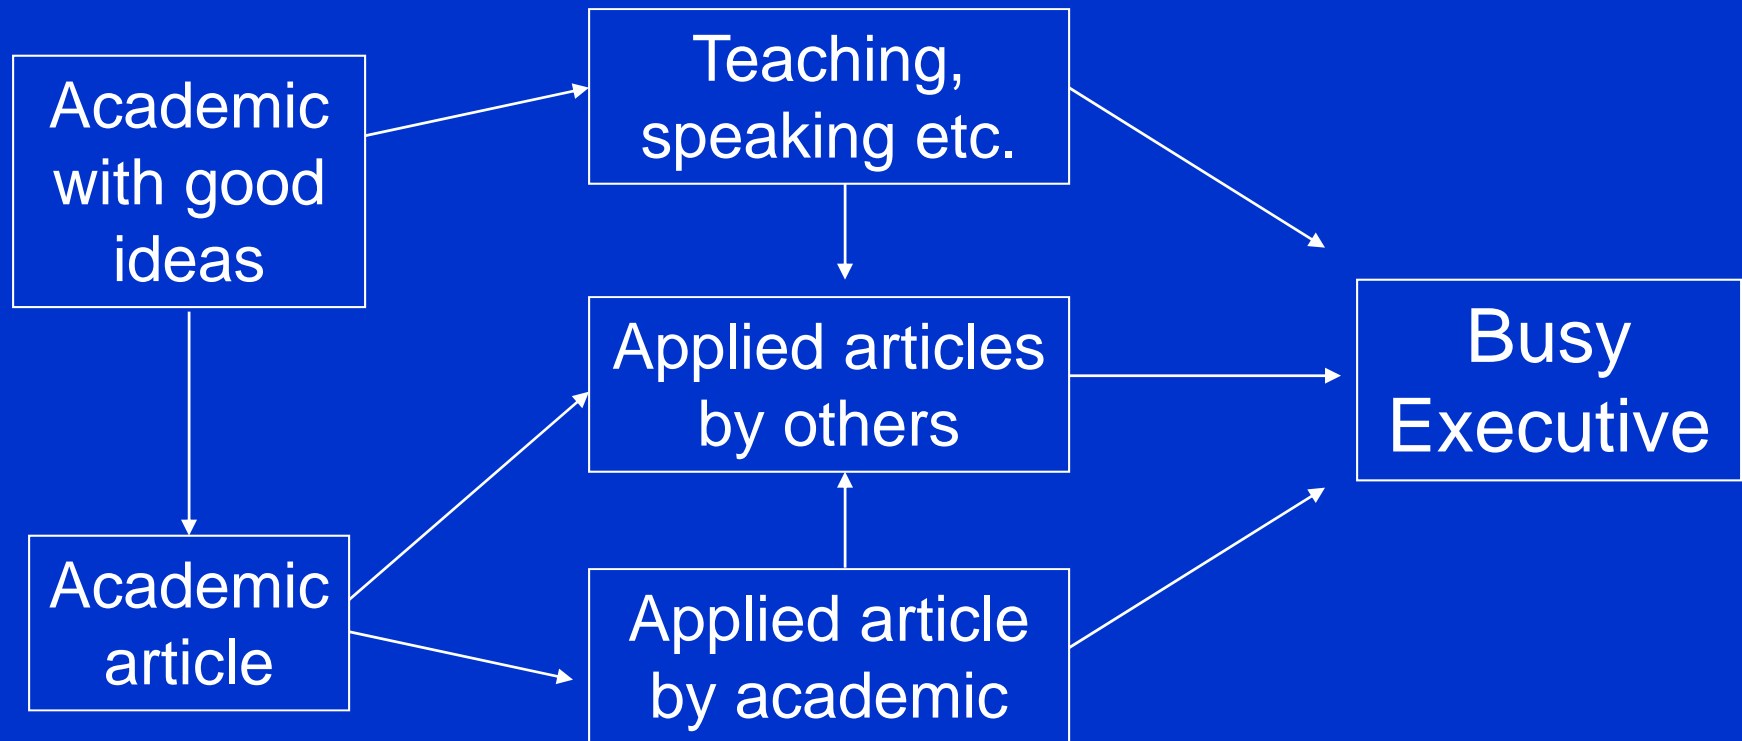 Academic
with good
ideas
Teaching,
speaking etc.
Applied articles
by others
Busy
Executive
Academic
article
Applied article
by academic